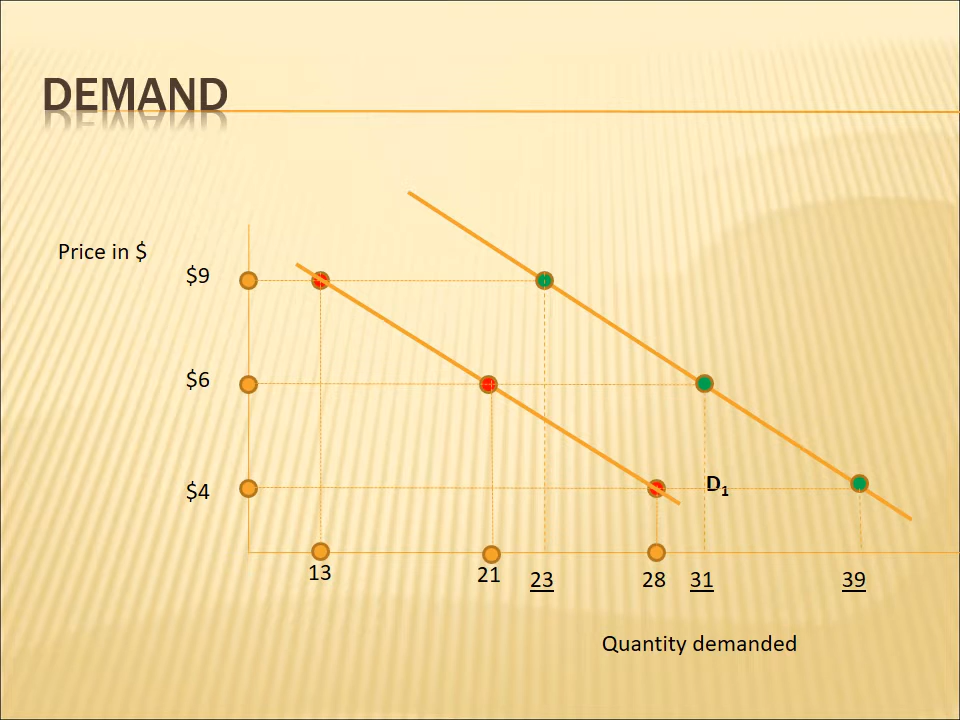 DEMAND
Price in $
$9
$6
$4
D1
13
21
23
28
31
39
Quantity demanded